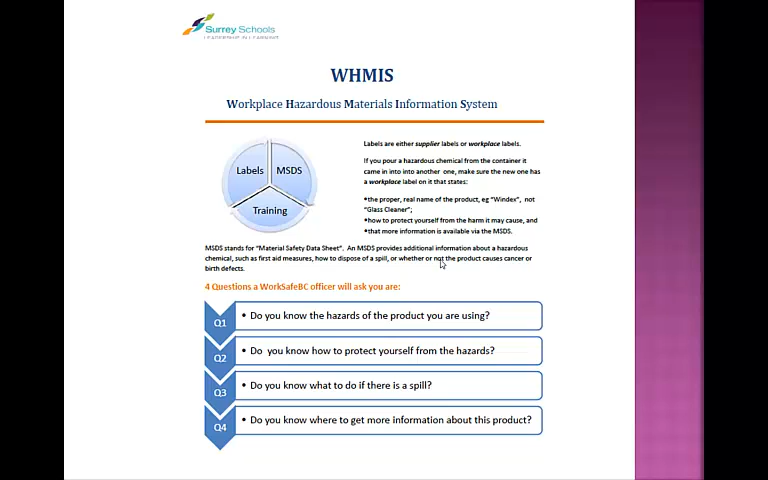 Surrey Schools
LEADERSHIP IN LEARNING
WHMIS
Workplace Hazardous Materials Information System
Labels
MSDS
Training
Labels are either supplier labels or workplace labels.
If you pour a hazardous chemical from the container it
came in into into another one, make sure the new one has
a workplace label on it that states:
•the proper, real name of the product, eg "Windex", not
"Glass Cleaner";
•how to protect yourself from the harm it may cause, and
•that more information is available via the MSDS.
MSDS stands for "Material Safety Data Sheet". An MSDS provides additional information about a hazardous
chemical, such as first aid measures, how to dispose of a spill, or whether or not the product causes cancer or
birth defects.
4 Questions a WorkSafeBC officer will ask you are:
Q1
• Do you know the hazards of the product you are using?
Q2
• Do you know how to protect yourself from the hazards?
Q3
• Do you know what to do if there is a spill?
Q4
• Do you know where to get more information about this product?